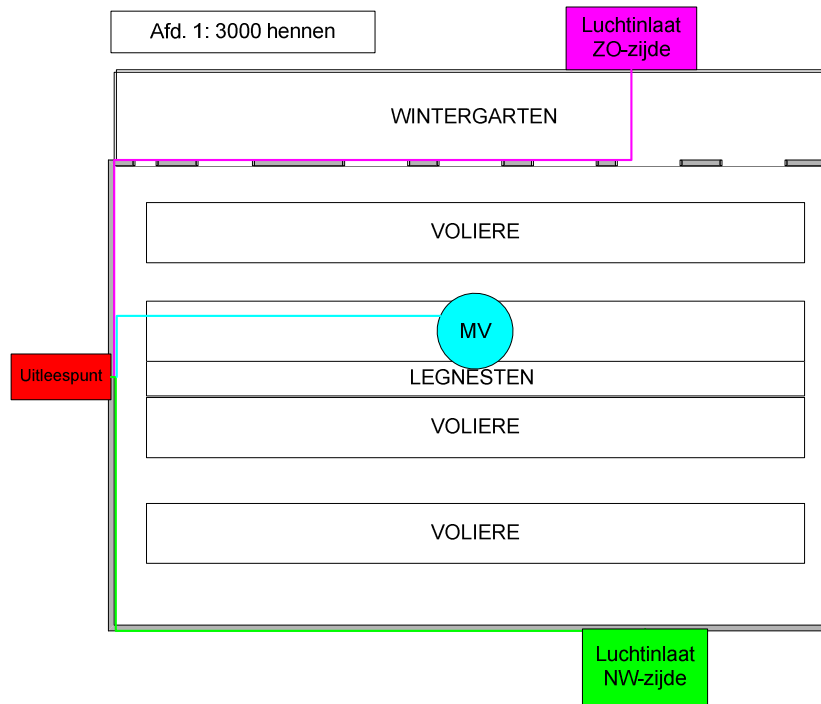 Afd. 1: 3000 hennen
Luchtinlaat
ZO-zijde
WINTERGARTEN
VOLIERE
MV
Uitleespunt
LEGNESTEN
VOLIERE
VOLIERE
Luchtinlaat
NW-zijde